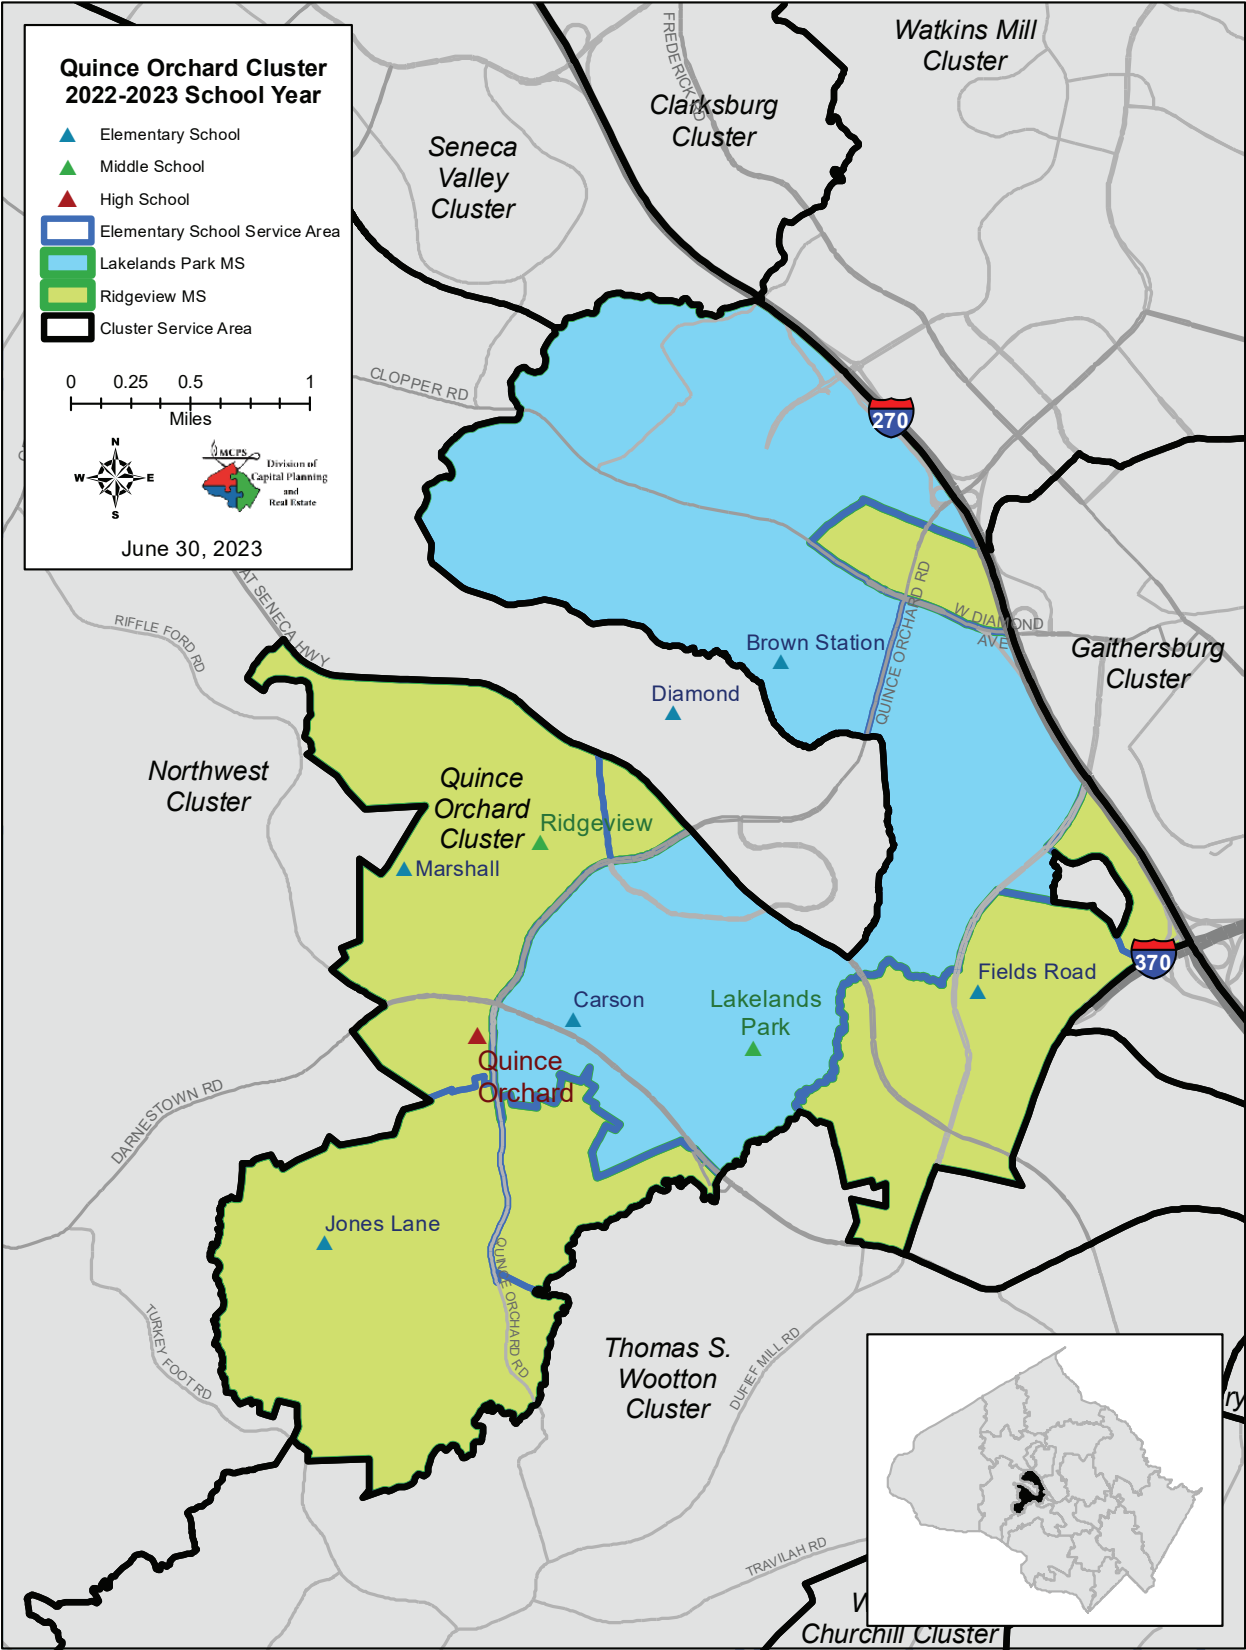 Quince Orchard Cluster
2022-2023 School Year
Elementary School
Middle School
High School
Elementary School Service Area
Lakelands Park MS
Ridgeview MS
Cluster Service Area
0 0.25 0.5 1
Miles
N
W E
S
MCPS
Division of
Capital Planning
and
Real Estate
June 30, 2023
Watkins Mill
Cluster
FREDERICK RD
Clarksburg
Cluster
Seneca
Valley
Cluster
CLOPPER RD
270
AT SENECA HWY
RIFFLE FORD RD
QUINCE ORCHARD RD
W DIAMOND
AVE
Brown Station
Gaithersburg
Cluster
Diamond
Northwest
Cluster
Quince
Orchard
Cluster
Ridgeview
Marshall
370
Fields Road
Carson
Lakelands
Park
Quince
Orchard
DARNESTOWN RD
Jones Lane
QUINCE ORCHARD RD
TURKEY FOOT RD
Thomas S.
Wootton
Cluster
DUFIEF MILL RD
ry
TRAVILAH RD
W
Churchill Cluster